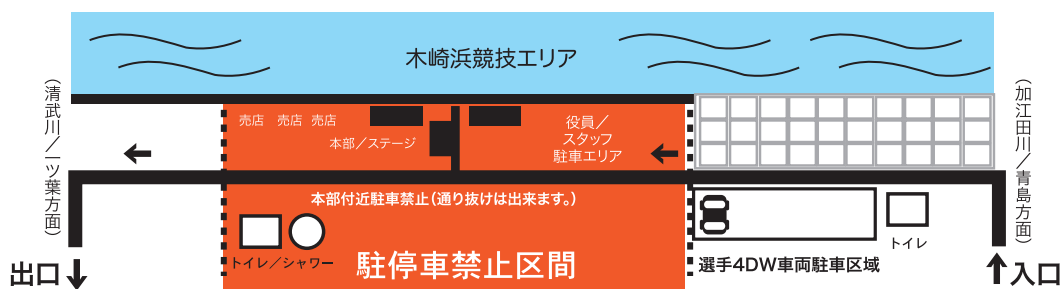 木崎浜競技エリア
(清武川/一ツ葉方面)
(加江田川/青島方面)
売店 売店 売店
本部/ステージ
役員/
スタッフ
駐車エリア
本部付近駐車禁止(通り抜けは出来ます。)
トイレ/シャワー
駐停車禁止区間
トイレ
選手4DW車両駐車区域
出口
入口